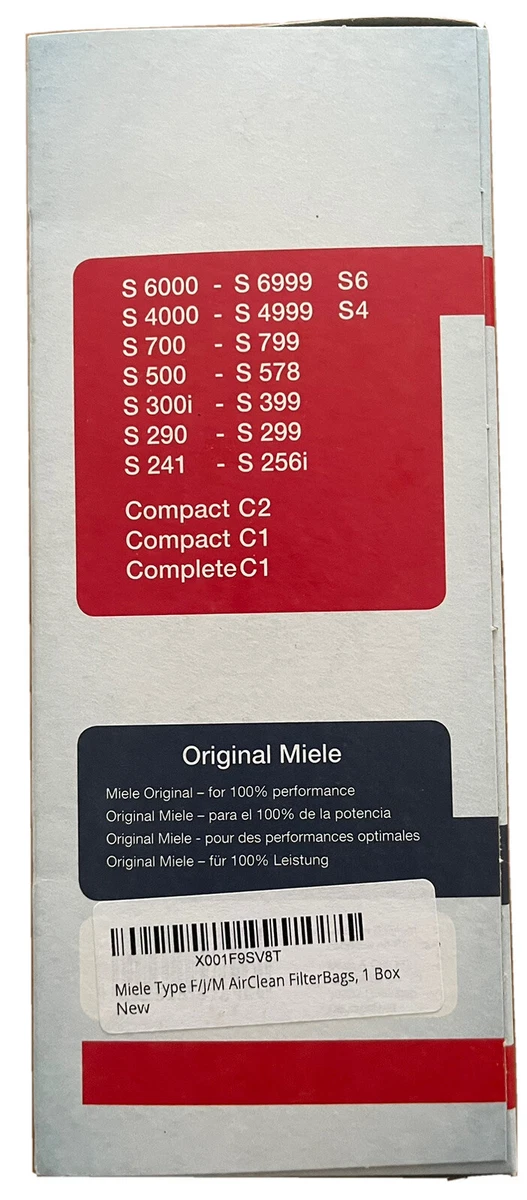 S 6000 - S 6999 S6
S 4000 - S 4999 S4
S 700 - S 799
S 500 - S 578
S 300i - S 399
S 290 - S 299
S 241 - S 256i
Compact C2
Compact C1
Complete C1
Original Miele
Miele Original – for 100% performance
Original Miele – para el 100% de la potencia
Original Miele - pour des performances optimales
Original Miele – für 100% Leistung
X001F9SV8T
Miele Type F/J/M AirClean FilterBags, 1 Box
New